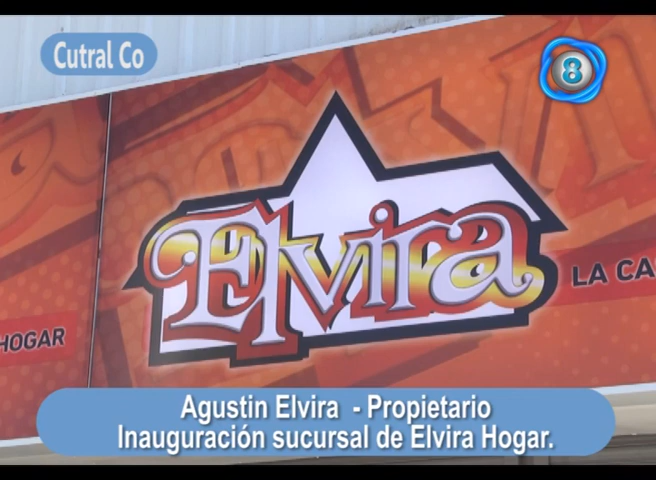 Cutral Co
8
Elvira
LA CA
HOGAR
Agustin Elvira - Propietario
Inauguración sucursal de Elvira Hogar.